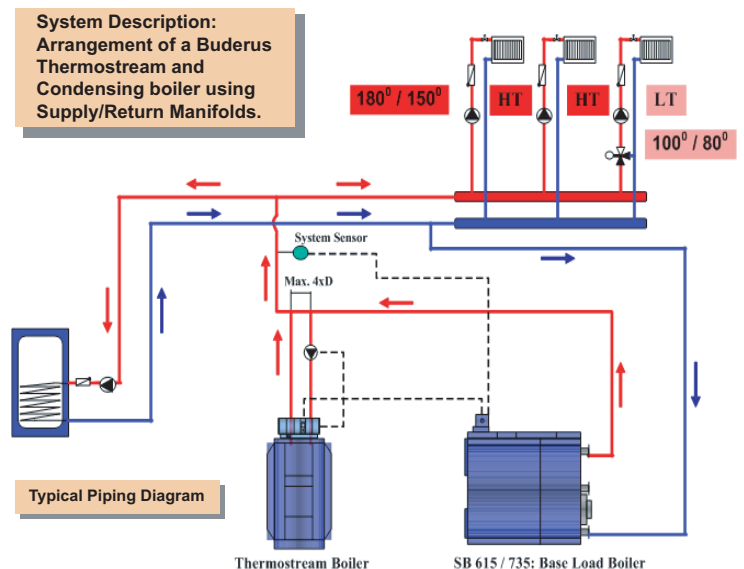 System Description:
Arrangement of a Buderus
Thermostream and
Condensing boiler using
Supply/Return Manifolds.
180⁰ / 150⁰
HT
HT
LT
100⁰ / 80⁰
System Sensor
Max. 4xD
Typical Piping Diagram
Thermostream Boiler
SB 615 / 735: Base Load Boiler